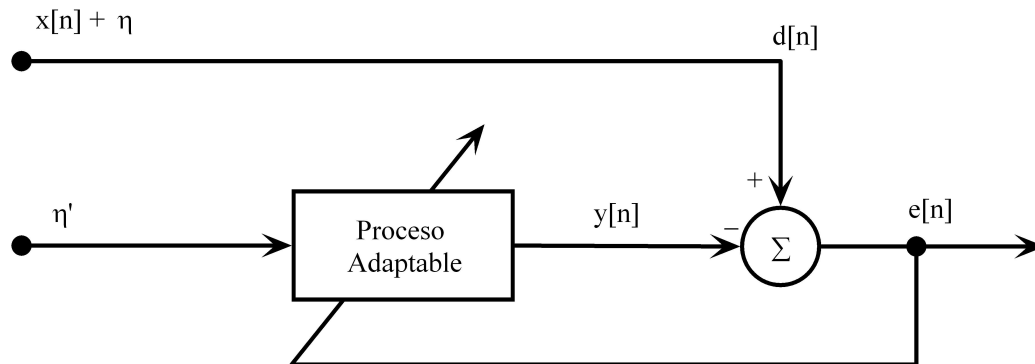 x[n] + η
d[n]
+
η'
Proceso
Adaptable
y[n]
−
Σ
e[n]